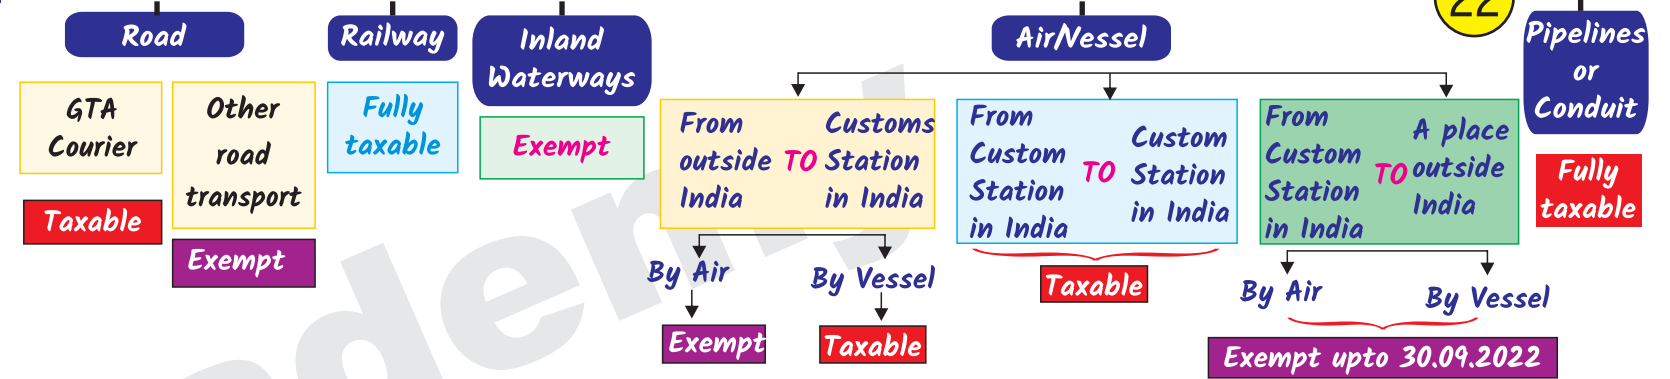 Road
GTA
Courier
Taxable
Other
road
transport
Exempt
Railway
Fully
taxable
Inland
Waterways
Exempt
Air/Vessel
From
outside
India
TO
Customs
Station
in India
By Air
Exempt
By Vessel
Taxable
From
Custom
Station
in India
TO
Custom
Station
in India
Taxable
22
From
Custom
Station
in India
TO
A place
outside
India
By Air
By Vessel
Exempt upto 30.09.2022
Pipelines
or
Conduit
Fully
taxable
ademy